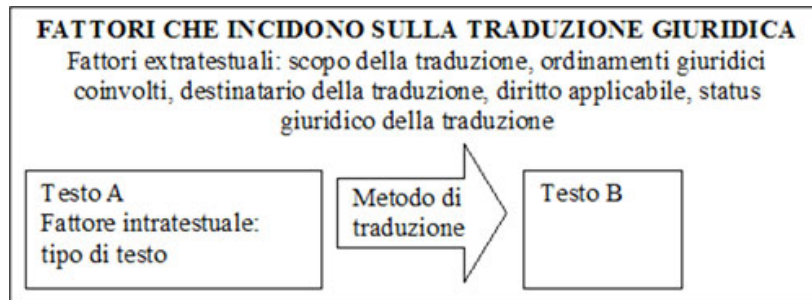 FATTORI CHE INCIDONO SULLA TRADUZIONE GIURIDICA
Fattori extratestuali: scopo della traduzione, ordinamenti giuridici
coinvolti, destinatario della traduzione, diritto applicabile, status
giuridico della traduzione
Testo A
Fattore intratestuale:
tipo di testo
Metodo di
traduzione
Testo B